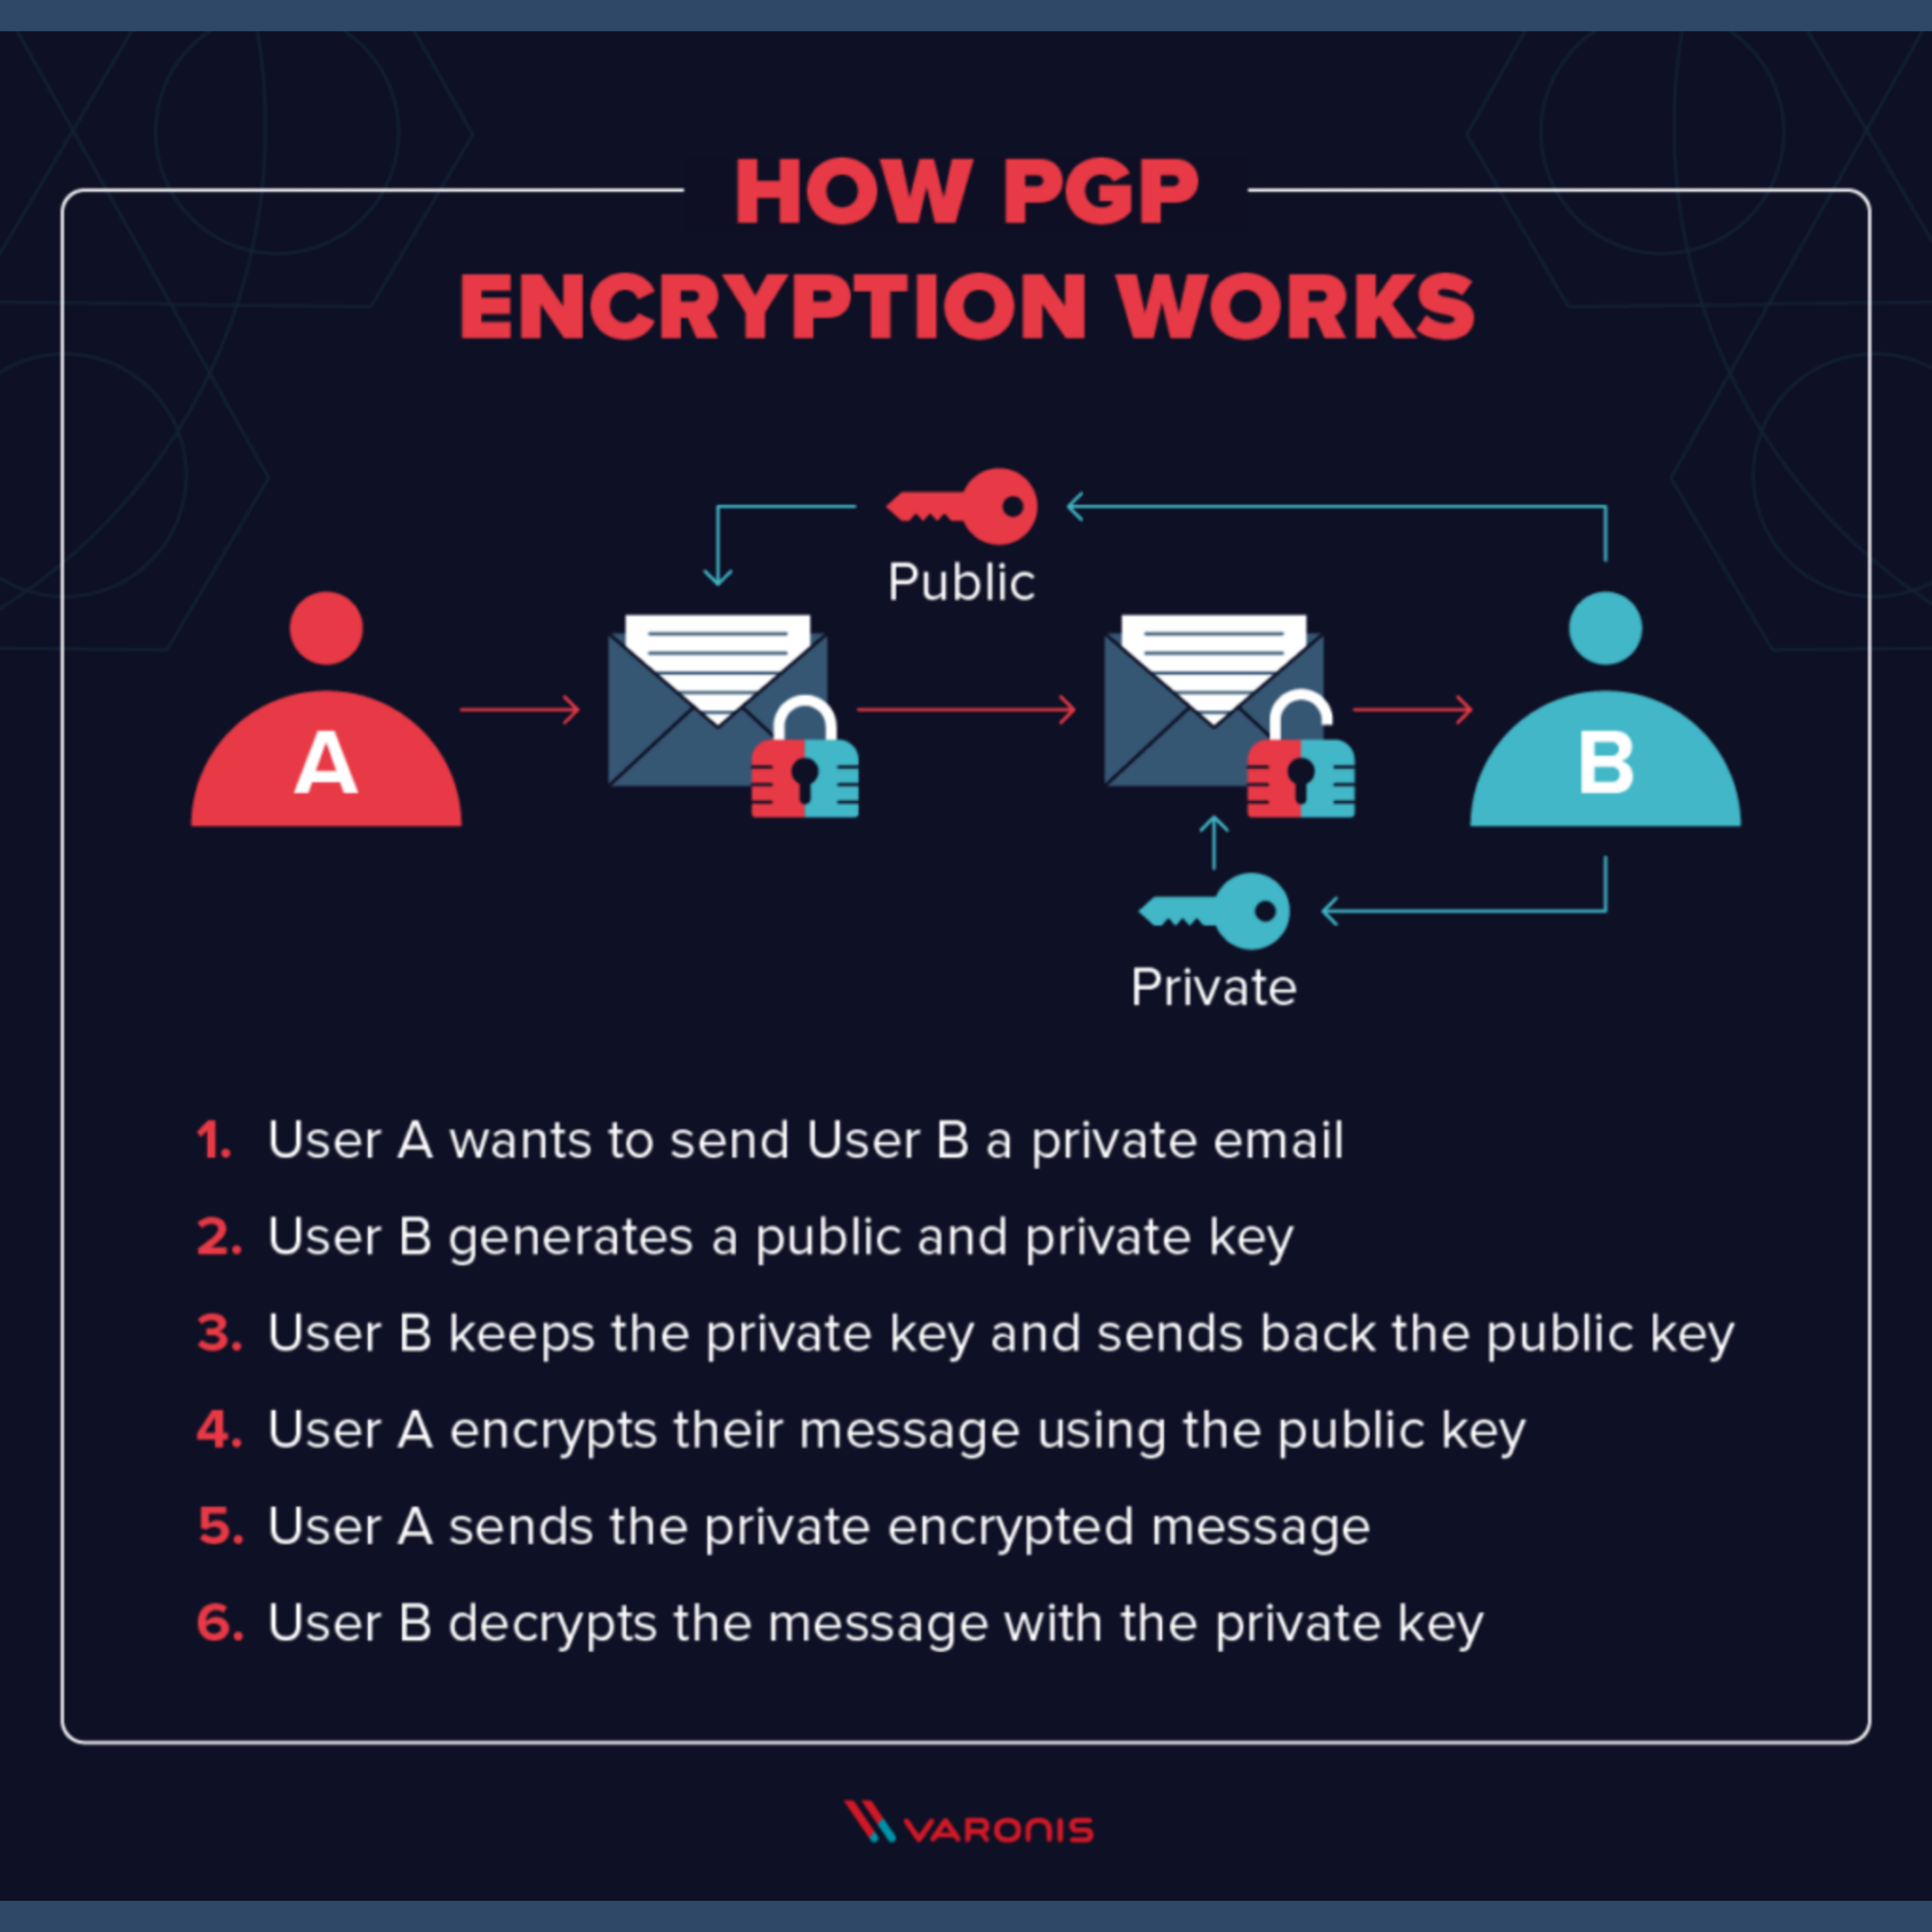 HOW PGP
ENCRYPTION WORKS
Public
A
B
Private
1. User A wants to send User B a private email
2. User B generates a public and private key
3. User B keeps the private key and sends back the public key
4. User A encrypts their message using the public key
5. User A sends the private encrypted message
6. User B decrypts the message with the private key
VARONIS